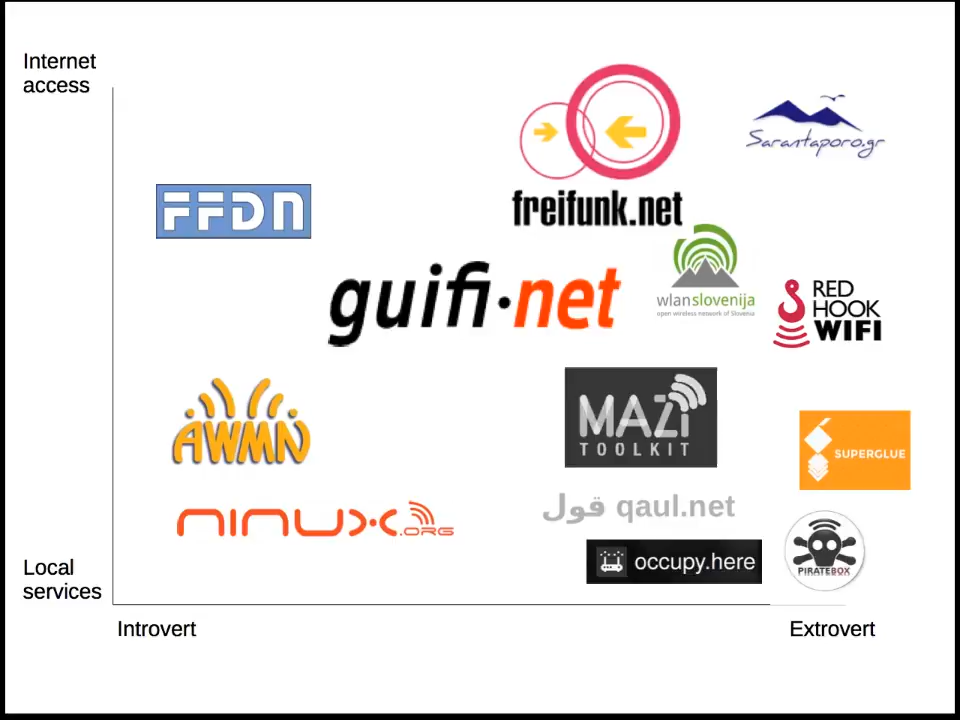 Internet
access
freifunk.net
Sarantaporo.gr
FFDN
guifi·net
wlanslovenija
open wireless network of Slovenia
RED
HOOK
WIFI
AWMN
MAZI
TOOLKIT
SUPERGLUE
ninux.ORG
قول qaul.net
occupy.here
PIRATEBOX
Local
services
Introvert
Extrovert